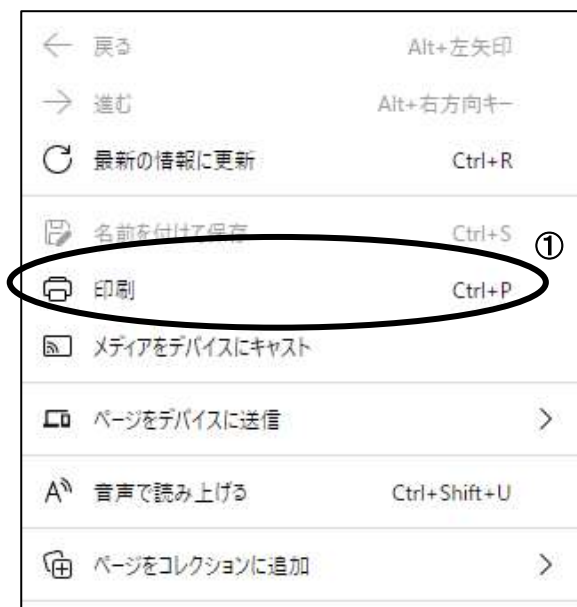 戻る Alt+左矢印
進む Alt+右方向キー
最新の情報に更新 Ctrl+R
名前を付けて保存 Ctrl+S
①
印刷 Ctrl+P
メディアをデバイスにキャスト
ページをデバイスに送信
音声で読み上げる Ctrl+Shift+U
ページをコレクションに追加